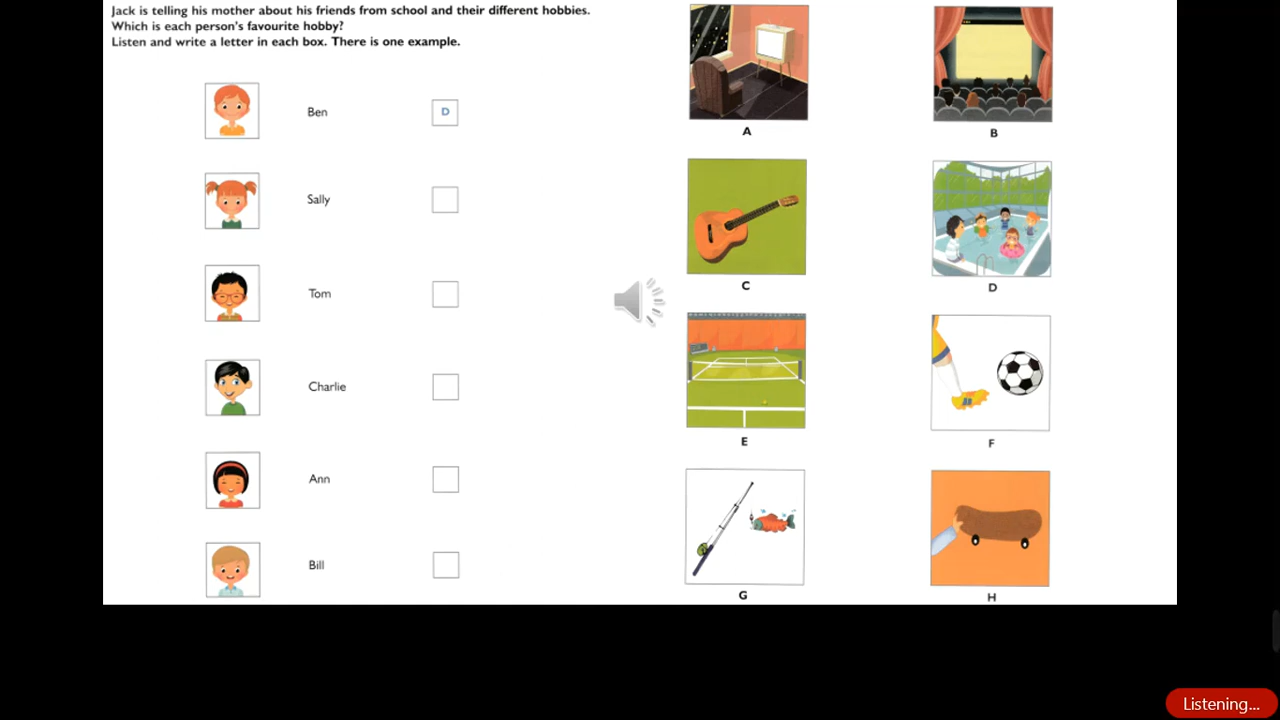 Jack is telling his mother about his friends from school and their different hobbies.
Which is each person's favourite hobby?
Listen and write a letter in each box. There is one example.
Ben
D
Sally
Tom
Charlie
Ann
Bill
A
B
C
D
E
F
G
H
Listening...